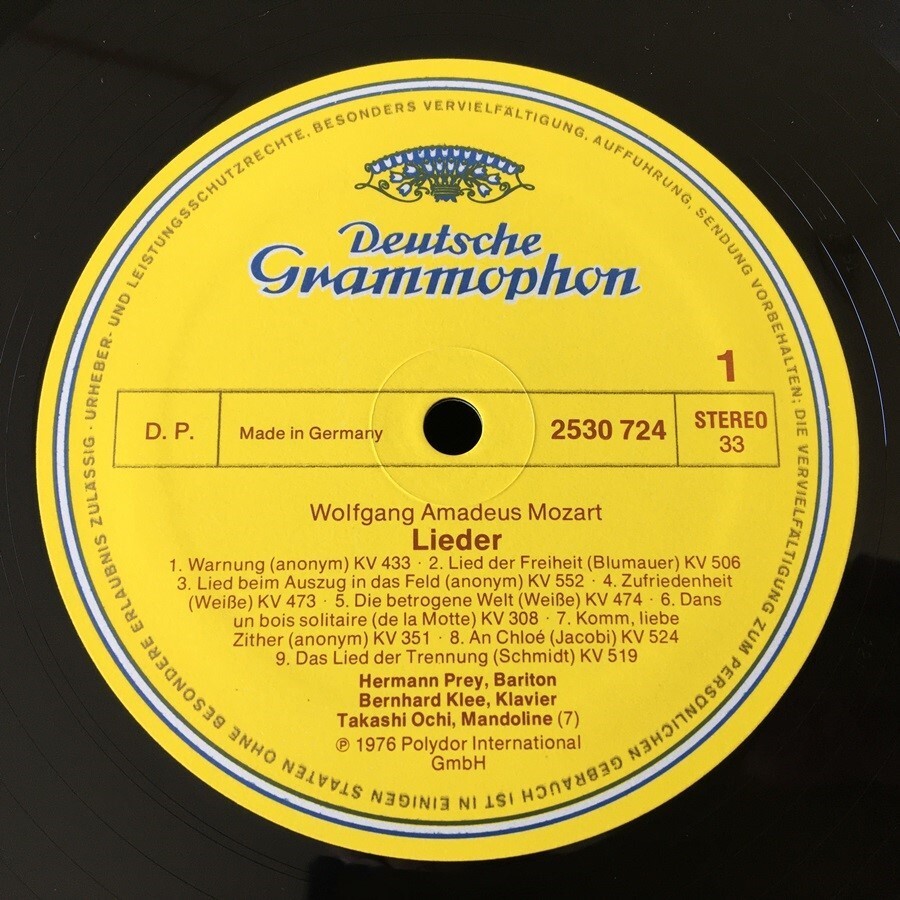 URHEBER- UND LEISTUNGSSCHUTZRECHTE, BESONDERS VERVIELFÄLTIGUNG, AUFFÜHRUNG, SENDUNG VORBEHALTEN; DIE VERVIELFÄLTIGUNG ZUM PERSÖNLICHEN GEBRAUCH IST IN EINIGEN STAATEN OHNE BESONDERE ERLAUBNIS ZULÄSSIG ·
Deutsche
Grammophon
1
D. P.
Made in Germany
2530 724
STEREO
33
Wolfgang Amadeus Mozart
Lieder
1. Warnung (anonym) KV 433 · 2. Lied der Freiheit (Blumauer) KV 506
3. Lied beim Auszug in das Feld (anonym) KV 552 · 4. Zufriedenheit
(Weiße) KV 473 · 5. Die betrogene Welt (Weiße) KV 474 · 6. Dans
un bois solitaire (de la Motte) KV 308 · 7. Komm, liebe
Zither (anonym) KV 351 · 8. An Chloé (Jacobi) KV 524
9. Das Lied der Trennung (Schmidt) KV 519
Hermann Prey, Bariton
Bernhard Klee, Klavier
Takashi Ochi, Mandoline (7)
℗ 1976 Polydor International
GmbH